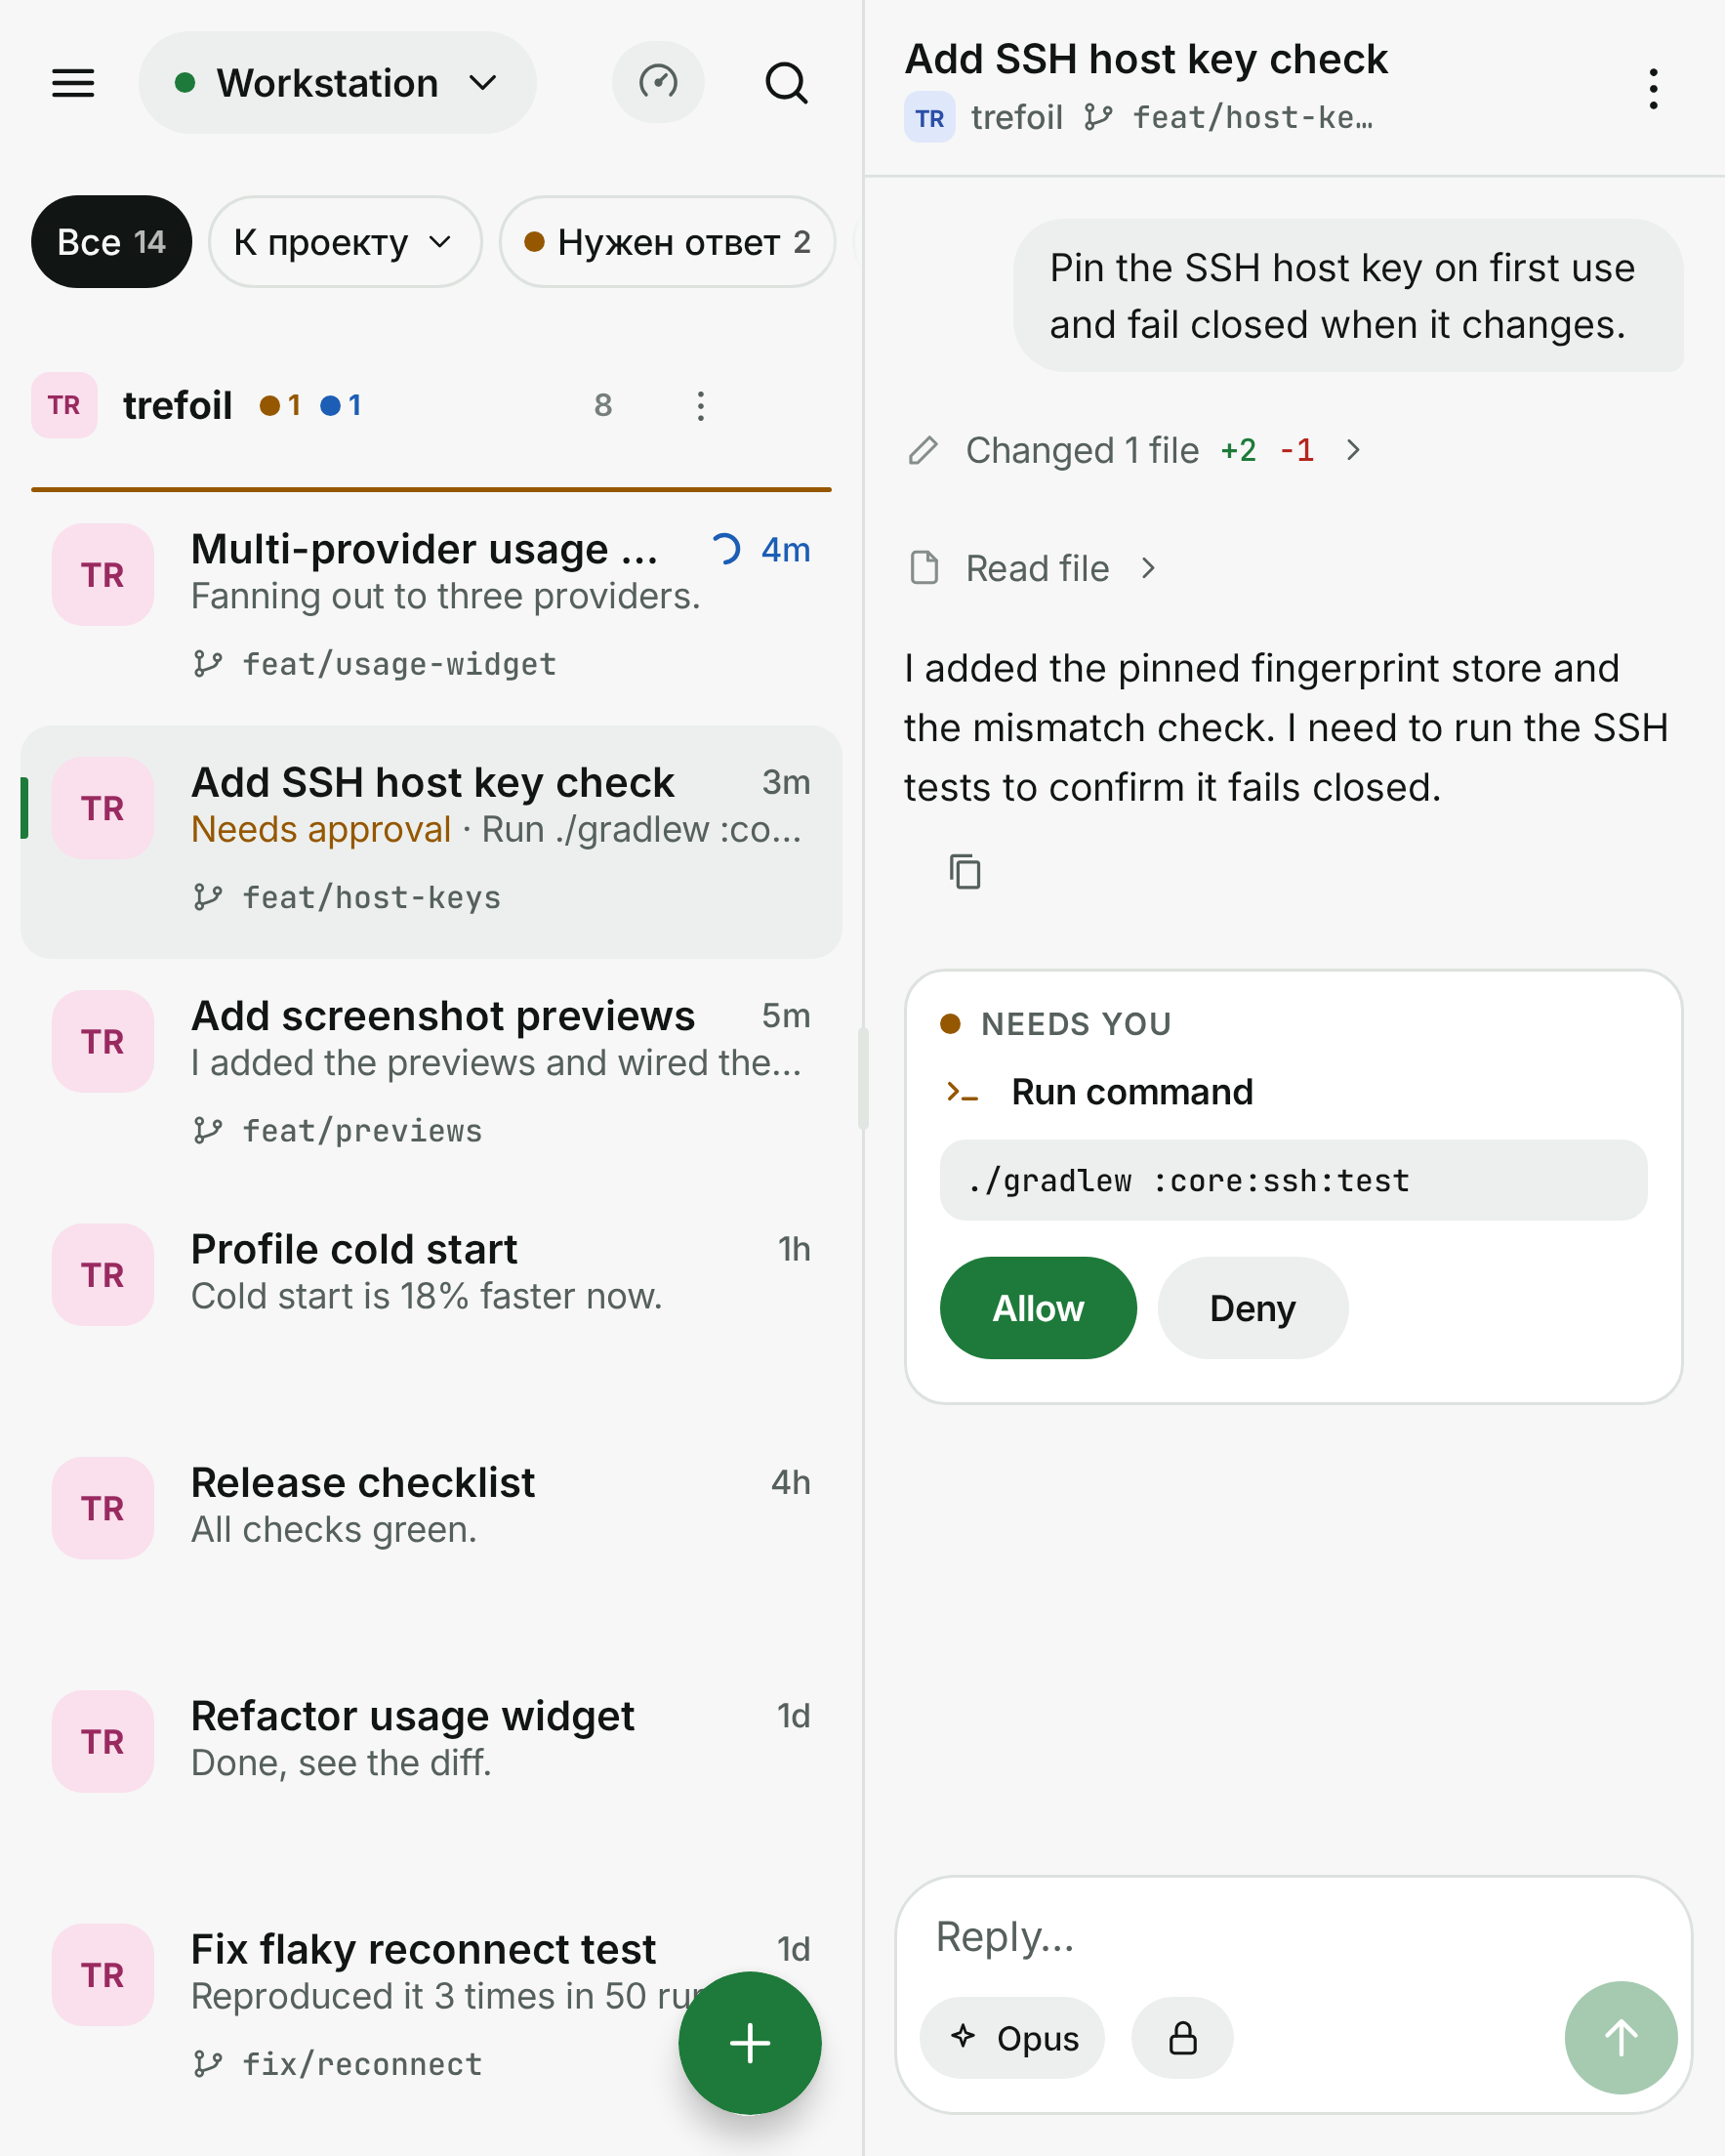 Workstation
Все 14
К проекту
Нужен ответ 2
TR trefoil 1 1 8
TR
Multi-provider usage ... 4m
Fanning out to three providers.
feat/usage-widget
TR
Add SSH host key check 3m
Needs approval · Run ./gradlew :co...
feat/host-keys
TR
Add screenshot previews 5m
I added the previews and wired the...
feat/previews
TR
Profile cold start 1h
Cold start is 18% faster now.
TR
Release checklist 4h
All checks green.
TR
Refactor usage widget 1d
Done, see the diff.
TR
Fix flaky reconnect test 1d
Reproduced it 3 times in 50
fix/reconnect
Add SSH host key check
TR trefoil feat/host-ke…
Pin the SSH host key on first use
and fail closed when it changes.
Changed 1 file +2 -1
Read file
I added the pinned fingerprint store and
the mismatch check. I need to run the SSH
tests to confirm it fails closed.
NEEDS YOU
Run command
./gradlew :core:ssh:test
Allow
Deny
Reply...
Opus